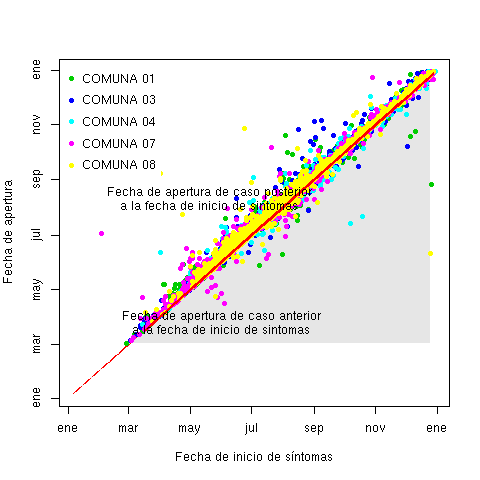 COMUNA 01
COMUNA 03
COMUNA 04
COMUNA 07
COMUNA 08
Fecha de apertura de caso posterior
a la fecha de inicio de síntomas
Fecha de apertura de caso anterior
a la fecha de inicio de sintomas
Fecha de apertura
ene
mar
may
jul
sep
nov
ene
ene
mar
may
jul
sep
nov
ene
Fecha de inicio de síntomas